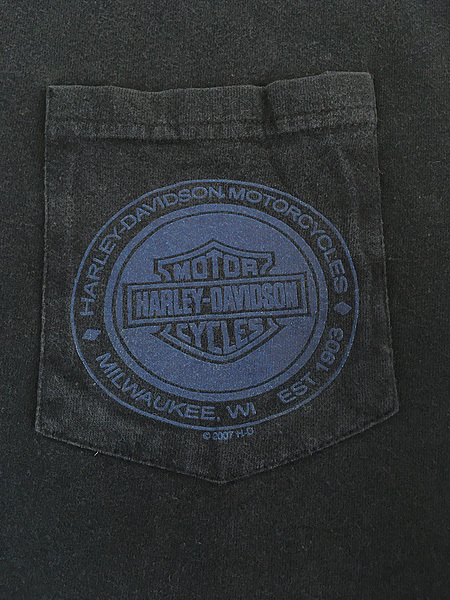 HARLEY-DAVIDSON MOTORCYCLES
MOTOR
HARLEY-DAVIDSON
CYCLES
MILWAUKEE, WI EST 1903
© 2007 H-D